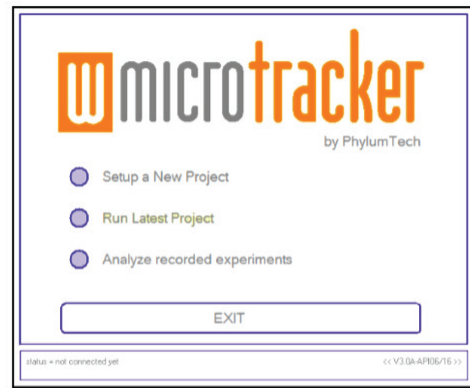 wmicrotracker
by PhylumTech
Setup a New Project
Run Latest Project
Analyze recorded experiments
EXIT
status = not connected yet
<< V3.0A-API06/16 >>